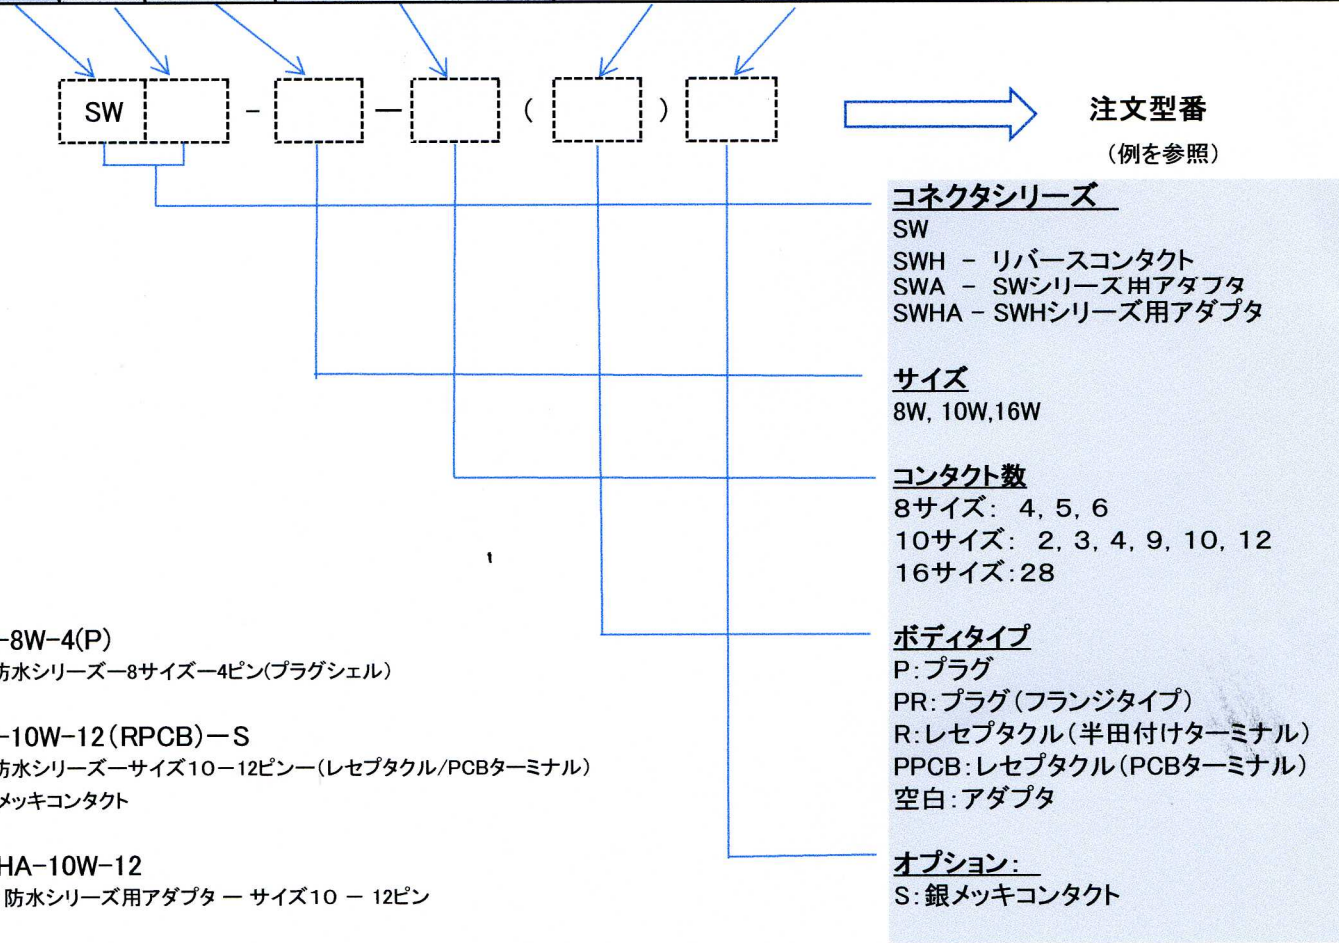 SW - — ( ) 注文型番
(例を参照)
コネクタシリーズ
SW
SWH - リバースコンタクト
SWA - SWシリーズ用アダプタ
SWHA - SWHシリーズ用アダプタ
サイズ
8W, 10W,16W
コンタクト数
8サイズ: 4, 5, 6
10サイズ: 2, 3, 4, 9, 10, 12
16サイズ:28
ボディタイプ
P:プラグ
PR:プラグ(フランジタイプ)
R:レセプタクル(半田付けターミナル)
PPCB:レセプタクル(PCBターミナル)
空白:アダプタ
オプション:
S:銀メッキコンタクト
-8W-4(P)
防水シリーズー8サイズー4ピン(プラグシェル)
-10W-12(RPCB)ーS
防水シリーズーサイズ10ー12ピンー(レセプタクル/PCBターミナル)
メッキコンタクト
HA-10W-12
防水シリーズ用アダプタ ー サイズ10 ー 12ピン